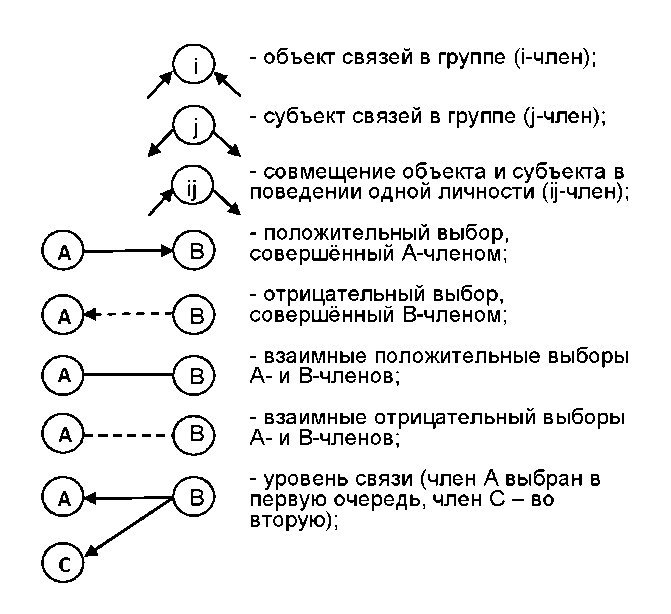 i - объект связей в группе (i-член);
j - субъект связей в группе (j-член);
ij - совмещение объекта и субъекта в
поведении одной личности (ij-член);
A B - положительный выбор,
совершённый А-членом;
A B - отрицательный выбор,
совершённый В-членом;
A B - взаимные положительные выборы
А- и В-членов;
A B - взаимные отрицательный выборы
А- и В-членов;
A B - уровень связи (член А выбран в
первую очередь, член С – во
вторую);
C